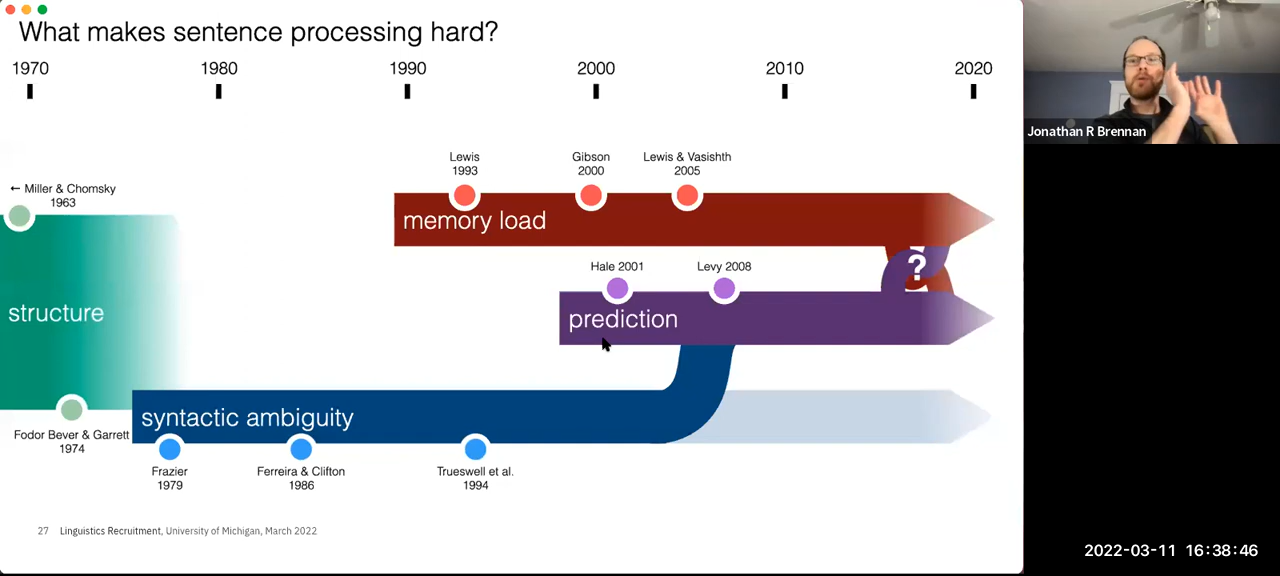 What makes sentence processing hard?
1970 1980 1990 2000 2010 2020
Lewis
1993
Gibson
2000
Lewis & Vasishth
2005
← Miller & Chomsky
1963
memory load
Hale 2001
Levy 2008
?
structure
prediction
syntactic ambiguity
Fodor Bever & Garrett
1974
Frazier
1979
Ferreira & Clifton
1986
Trueswell et al.
1994
27 Linguistics Recruitment, University of Michigan, March 2022
Jonathan R Brennan
2022-03-11 16:38:46